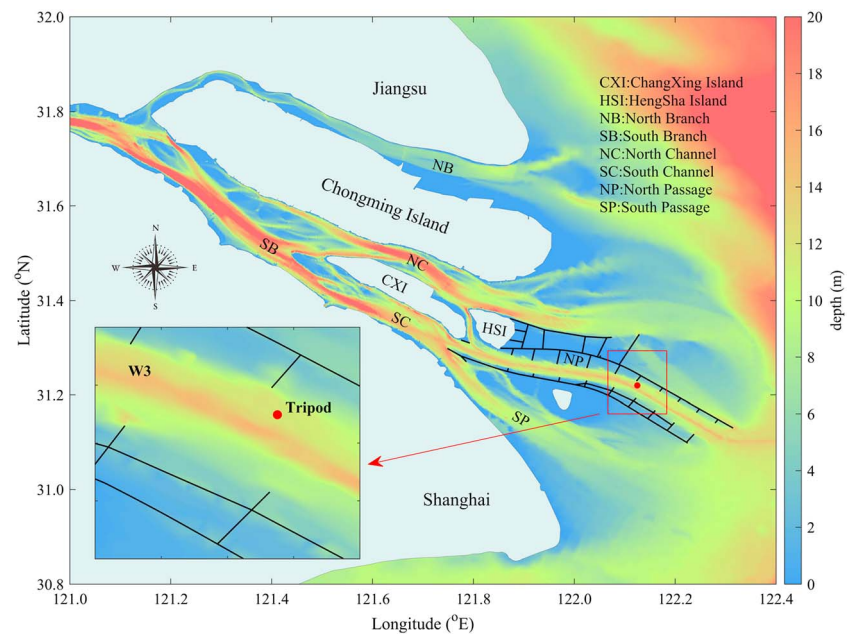 32.0
31.8
31.6
31.4
31.2
31.0
30.8
121.0
121.2
121.4
121.6
121.8
122.0
122.2
122.4
Longitude (°E)
Latitude (°N)
Jiangsu
CXI:ChangXing Island
HSI:HengSha Island
NB:North Branch
SB:South Branch
NC:North Channel
SC:South Channel
NP:North Passage
SP:South Passage
NB
Chongming Island
N
W
E
S
SB
NC
CXI
SC
HSI
NP
SP
W3
Tripod
Shanghai
20
18
16
14
12
10
8
6
4
2
0
depth (m)